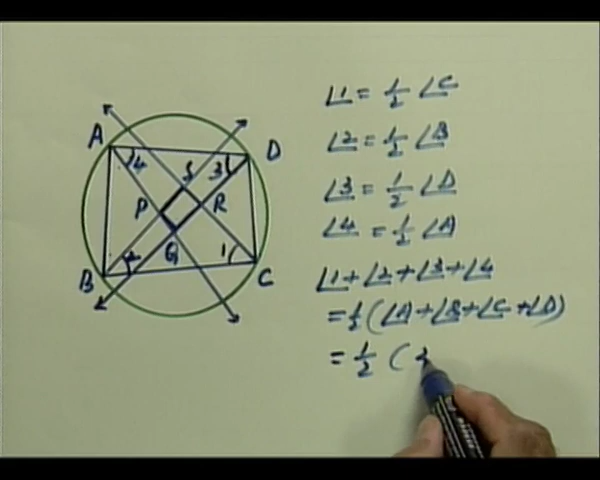 A
D
4
S
3
P
R
Q
2
1
B
C
∠1 = 1/2 ∠C
∠2 = 1/2 ∠B
∠3 = 1/2 ∠D
∠4 = 1/2 ∠A
∠1 + ∠2 + ∠3 + ∠4
= 1/2 (∠A + ∠B + ∠C + ∠D)
= 1/2 (